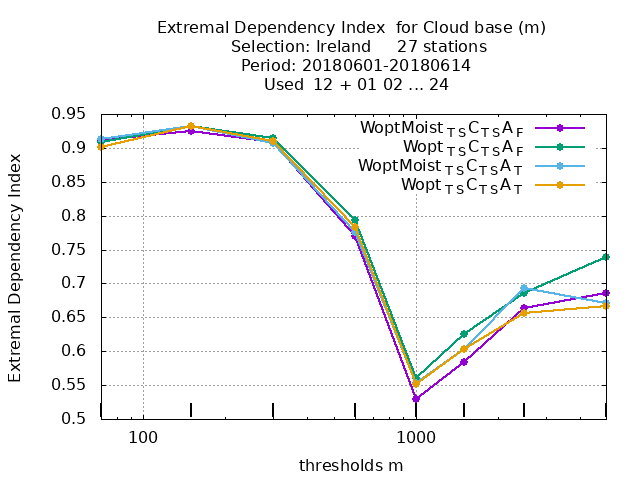 Extremal Dependency Index  for Cloud base (m)
Selection: Ireland     27 stations
Period: 20180601-20180614
Used  12 + 01 02 ... 24
WoptMoist TS C TS A F
Wopt TS C TS A F
WoptMoist TS C TS A T
Wopt TS C TS A T
0.95
0.9
0.85
0.8
0.75
0.7
0.65
0.6
0.55
0.5
Extremal Dependency Index
100
1000
thresholds m